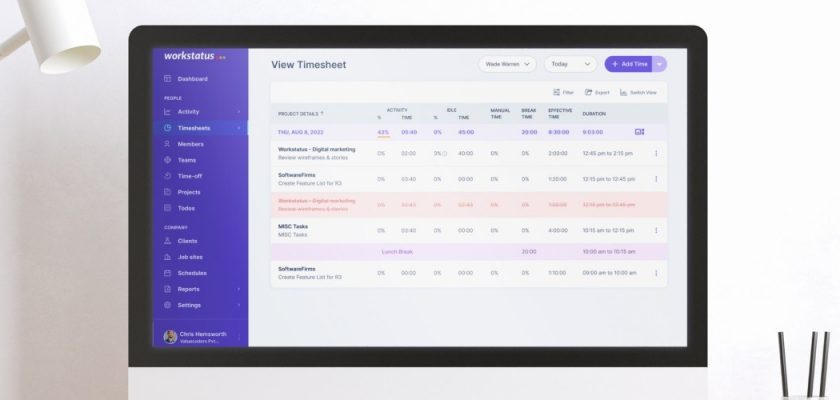 workstatus
View Timesheet
Wade Warren
Today
+ Add Time
Dashboard
Filter
Export
Switch View
PEOPLE
Activity
Timesheets
Members
Teams
Time-off
Projects
Todos
COMPANY
Clients
Job sites
Schedules
Reports
Settings
Chris Hemsworth
Valuecoders Pvt...
PROJECT DETAILS ↑ ACTIVITY IDLE MANUAL TIME BREAK TIME EFFECTIVE TIME DURATION
% TIME % TIME
THU, AUG 8, 2022 43% 05:40 0% 45:00 20:00 6:30:00 9:03:00
Workstatus - Digital marketing
Review wireframes & stories
0% 02:00 3% 40:00 0% 0% 2:00:00 12:45 pm to 2:15 pm
SoftwareFirms
Create Feature List for R3
0% 03:40 0% 00:00 0% 0% 1:20:00 12:15 pm to 12:45 pm
Workstatus - Digital marketing
Review wireframes & stories
0% 02:43 0% 02:43 0% 0% 1:00:00 12:15 pm to 12:45 pm
MISC Tasks
MISC Tasks
0% 03:40 0% 00:00 0% 0% 4:00:00 10:15 am to 12:15 pm
Lunch Break 20:00 10:00 am to 10:15 am
SoftwareFirms
Create Feature List for R3
0% 00:00 0% 00:00 0% 0% 1:10:00 09:00 am to 10:00 am